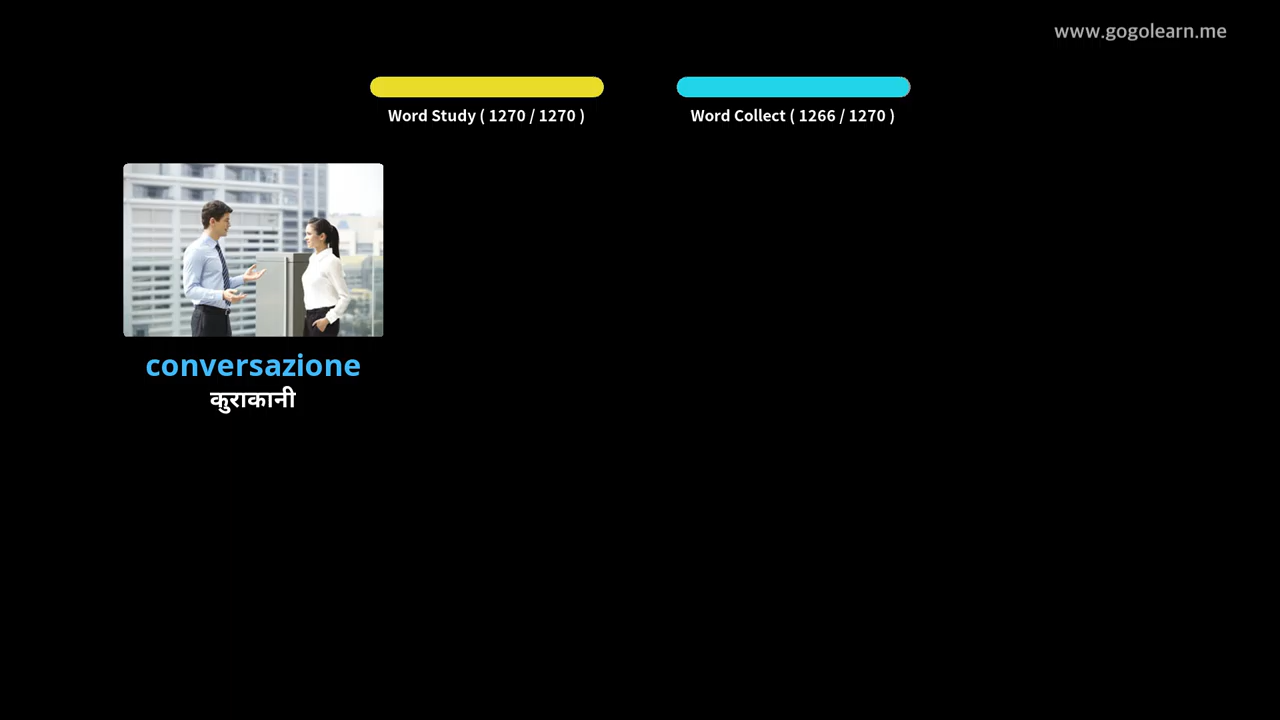 www.gogolearn.me
Word Study ( 1270 / 1270 )
Word Collect ( 1266 / 1270 )
conversazione
कुराकानी